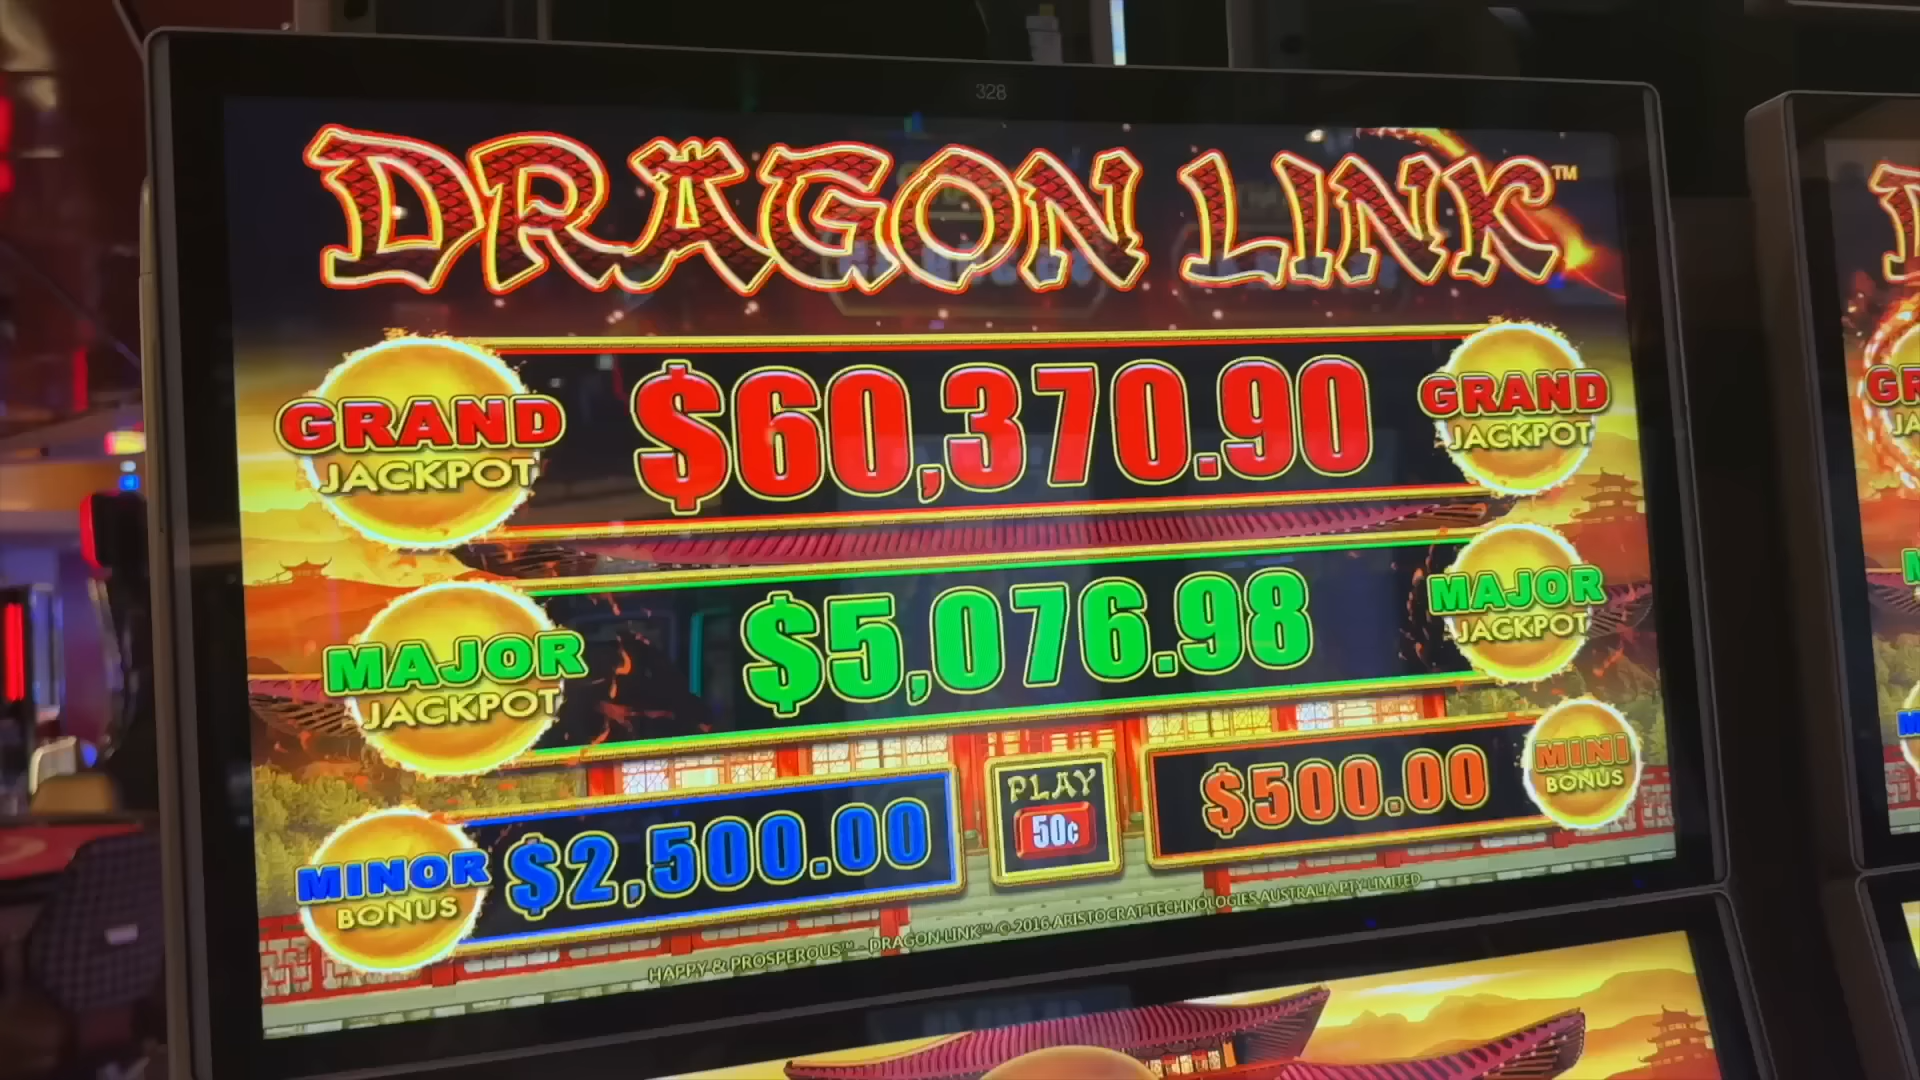 328
DRAGON LINK™
GRAND
JACKPOT
$60,370.90
GRAND
JACKPOT
MAJOR
JACKPOT
$5,076.98
MAJOR
JACKPOT
MINOR
BONUS
$2,500.00
PLAY
50¢
$500.00
MINI
BONUS
HAPPY & PROSPEROUS™ - DRAGON LINK™ © 2016 ARISTOCRAT TECHNOLOGIES AUSTRALIA PTY LIMITED